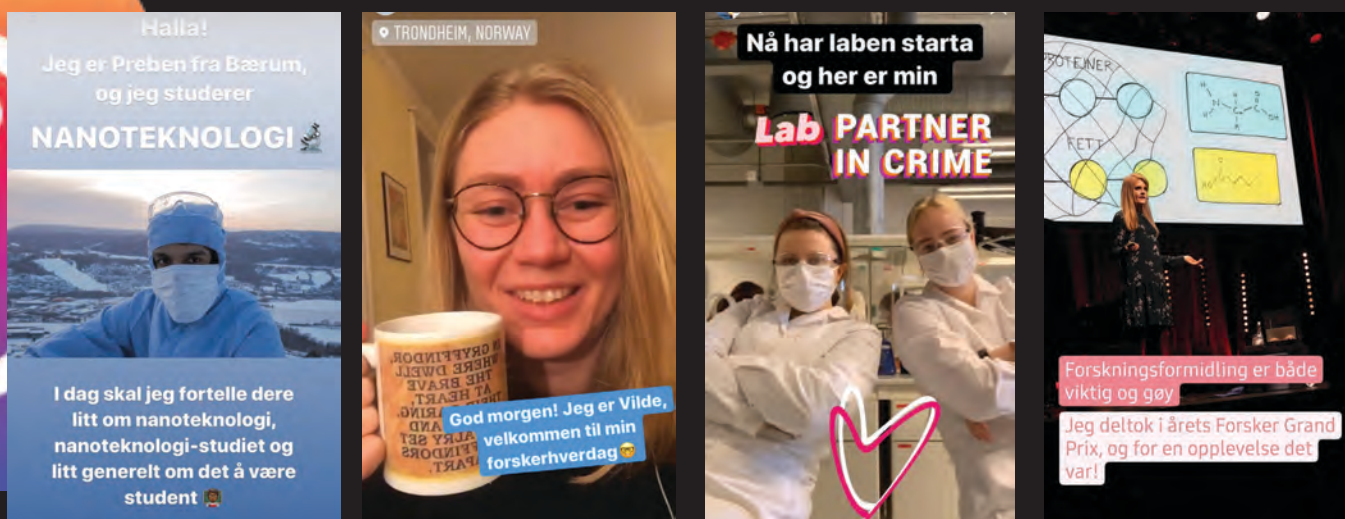 Halla!
Jeg er Preben fra Bærum,
og jeg studerer
NANOTEKNOLOGI
I dag skal jeg fortelle dere
litt om nanoteknologi,
nanoteknologi-studiet og
litt generelt om det å være
student
TRONDHEIM, NORWAY
IN GRYFFINDOR,
WHERE DWELL
THE BRAVE
AT HEART,
God morgen! Jeg er Vilde,
velkommen til min
forskerhverdag
Nå har laben starta
og her er min
Lab PARTNER
IN CRIME
PROTEINER
FETT
Forskningsformidling er både
viktig og gøy
Jeg deltok i årets Forsker Grand
Prix, og for en opplevelse det
var!